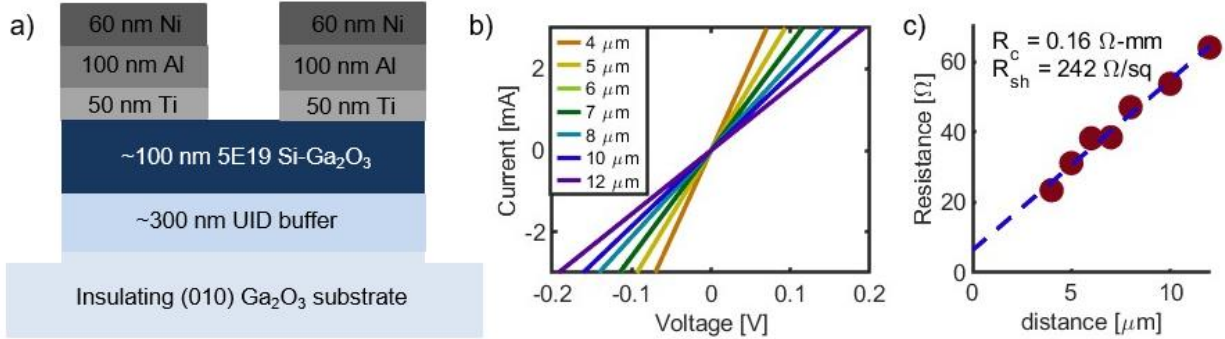 a)
60 nm Ni
60 nm Ni
100 nm Al
100 nm Al
50 nm Ti
50 nm Ti
~100 nm 5E19 Si-Ga₂O₃
~300 nm UID buffer
Insulating (010) Ga₂O₃ substrate
b)
Current [mA]
2
0
-2
4 μm
5 μm
6 μm
7 μm
8 μm
10 μm
12 μm
-0.2
-0.1
0
0.1
0.2
Voltage [V]
c)
R_c = 0.16 Ω-mm
R_sh = 242 Ω/sq
Resistance [Ω]
60
40
20
0
0
5
10
distance [μm]